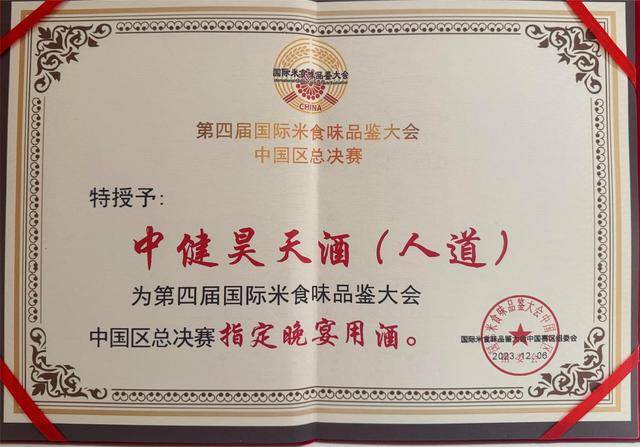 国际米食味品鉴大会
CHINA
第四届国际米食味品鉴大会
中国区总决赛
特授予:
中健昊天酒(人道)
为第四届国际米食味品鉴大会
中国区总决赛指定晚宴用酒。
国际米食味品鉴大会中国赛区组委会
2023.12.06